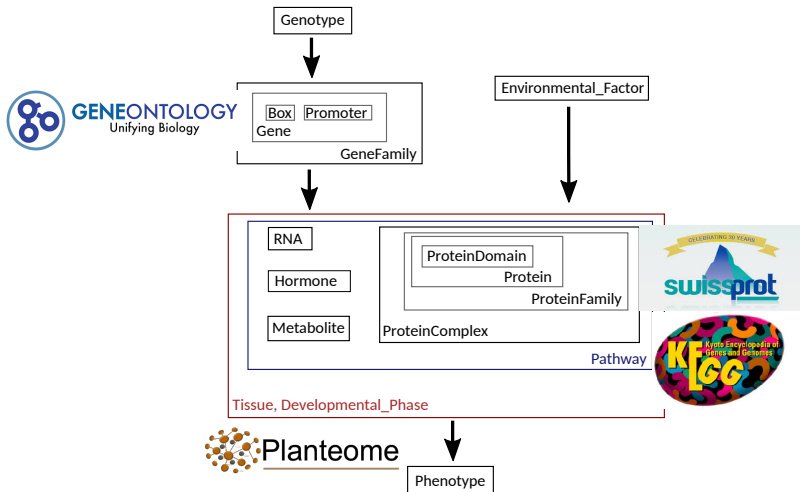 Genotype
Environmental_Factor
GENEONTOLOGY
Unifying Biology
Box
Promoter
Gene
GeneFamily
RNA
Hormone
Metabolite
ProteinDomain
Protein
ProteinFamily
ProteinComplex
Pathway
Tissue, Developmental_Phase
CELEBRATING 30 YEARS
swissprot
KEGG
Kyoto Encyclopedia of
Genes and Genomes
Planteome
Phenotype